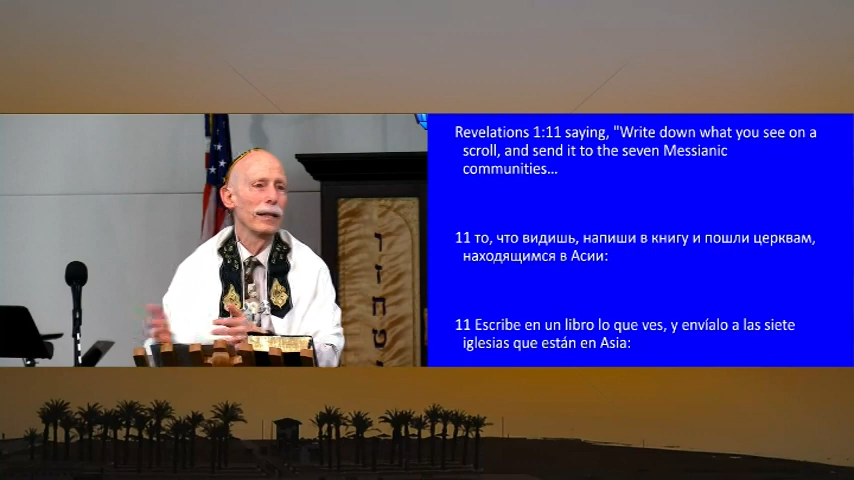 Revelations 1:11 saying, "Write down what you see on a
scroll, and send it to the seven Messianic
communities…
11 то, что видишь, напиши в книгу и пошли церквам,
находящимся в Асии:
11 Escribe en un libro lo que ves, y envíalo a las siete
iglesias que están en Asia: